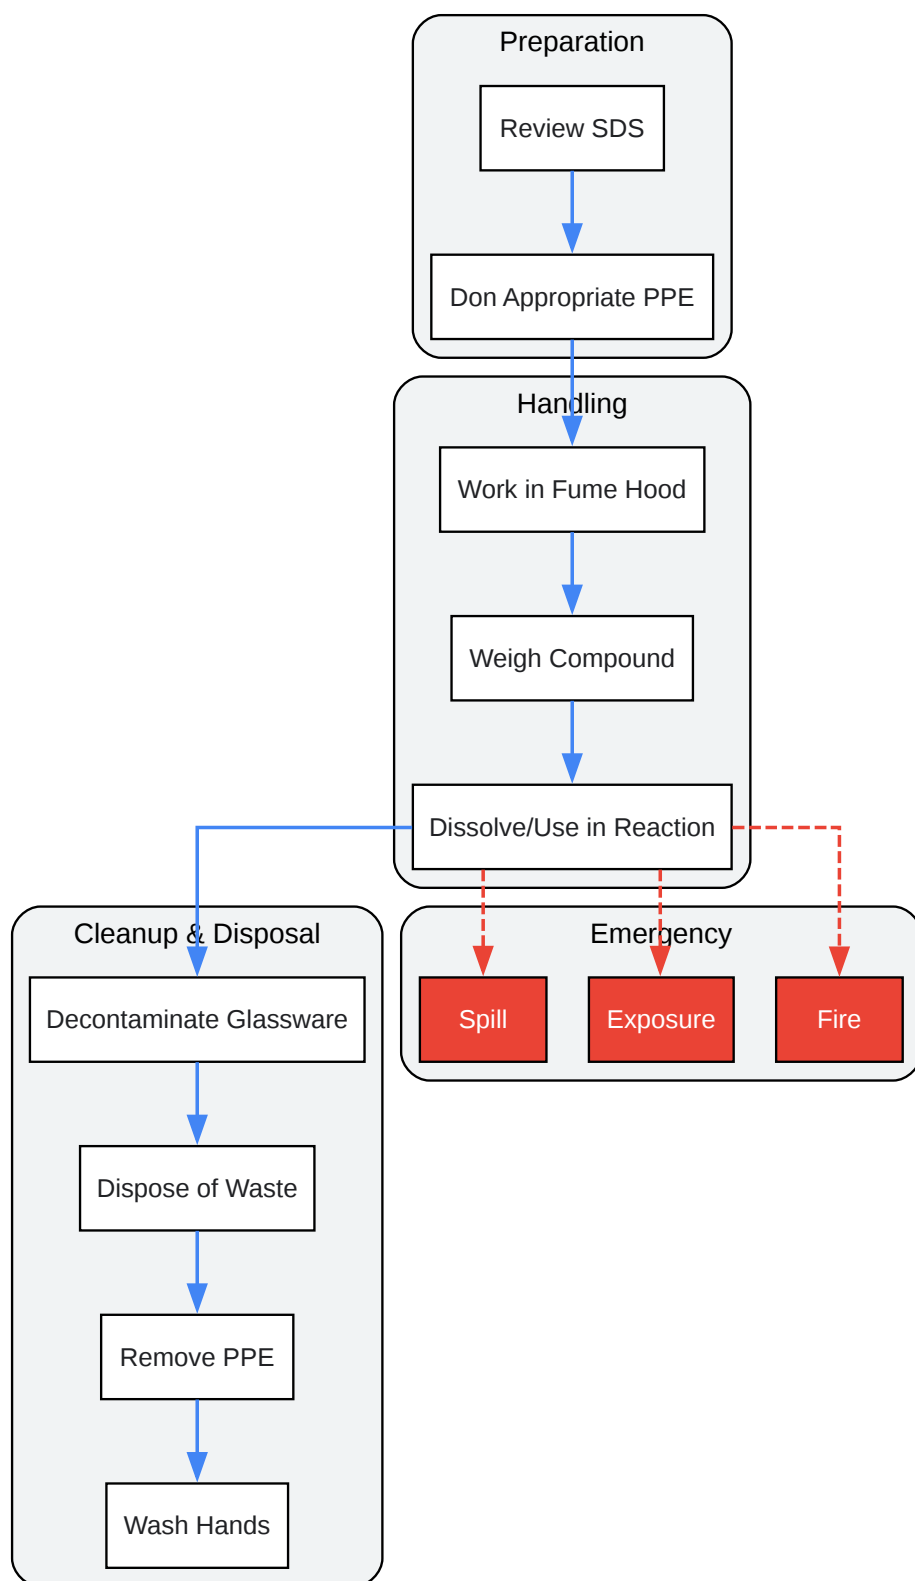 Preparation
Review SDS
Don Appropriate PPE
Handling
Work in Fume Hood
Weigh Compound
Dissolve/Use in Reaction
Cleanup & Disposal
Decontaminate Glassware
Dispose of Waste
Remove PPE
Wash Hands
Emergency
Spill
Exposure
Fire